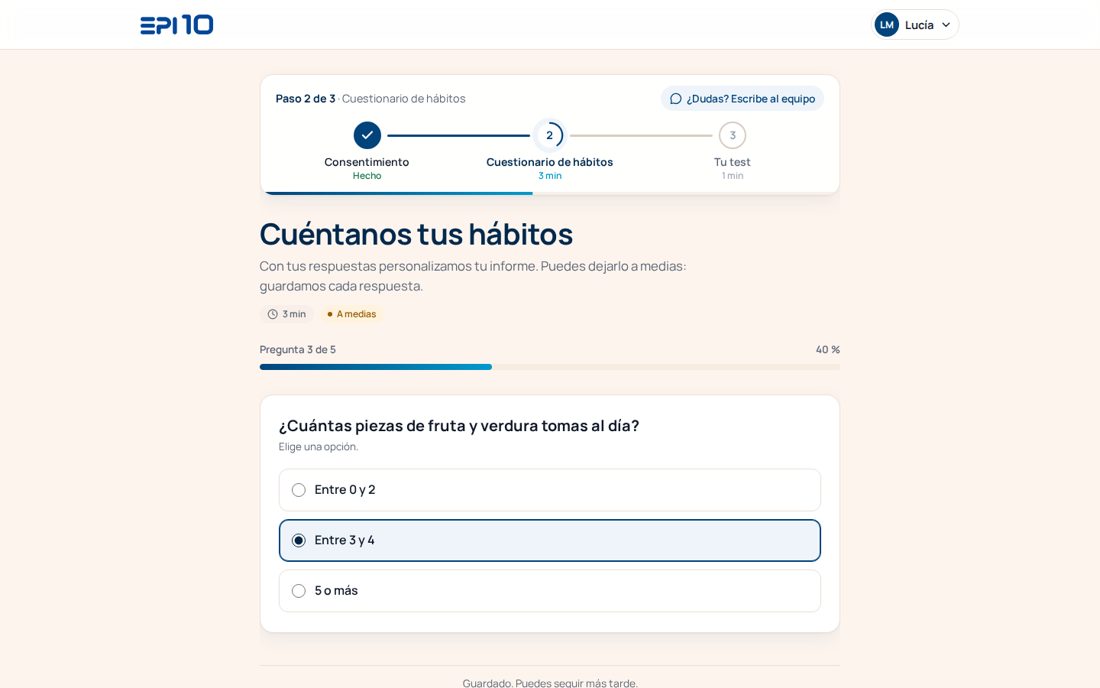 EPI10
LM Lucía
Paso 2 de 3 · Cuestionario de hábitos
¿Dudas? Escribe al equipo
2
3
Consentimiento
Hecho
Cuestionario de hábitos
3 min
Tu test
1 min
Cuéntanos tus hábitos
Con tus respuestas personalizamos tu informe. Puedes dejarlo a medias:
guardamos cada respuesta.
3 min
A medias
Pregunta 3 de 5
40 %
¿Cuántas piezas de fruta y verdura tomas al día?
Elige una opción.
Entre 0 y 2
Entre 3 y 4
5 o más
Guardado. Puedes seguir más tarde.